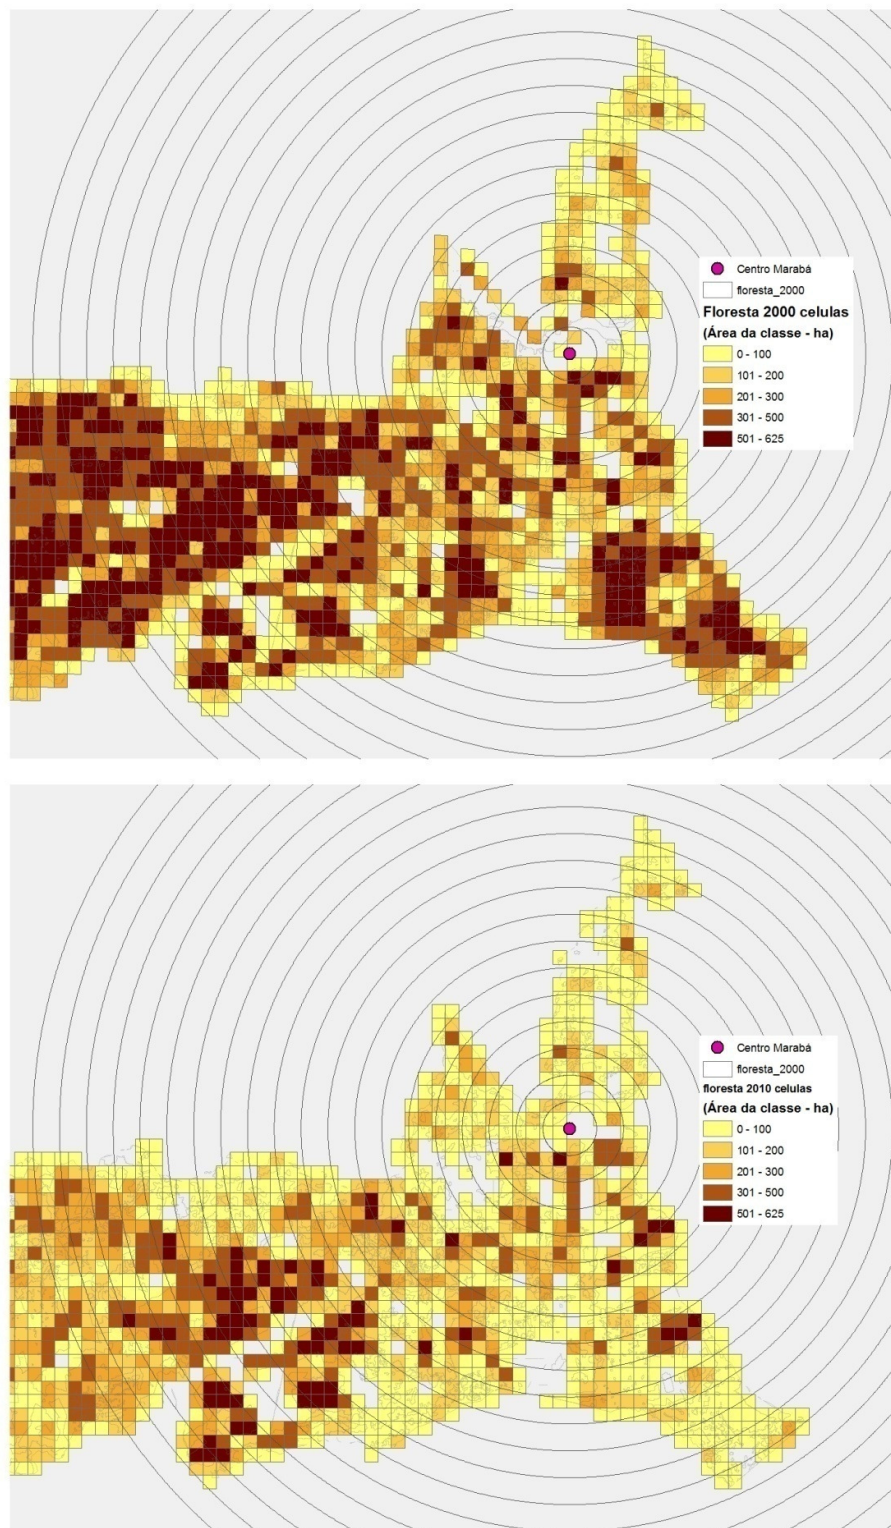 Centro Marabá
floresta_2000
Floresta 2000 celulas
(Área da classe - ha)
0 - 100
101 - 200
201 - 300
301 - 500
501 - 625
Centro Marabá
floresta_2000
floresta 2010 celulas
(Área da classe - ha)
0 - 100
101 - 200
201 - 300
301 - 500
501 - 625